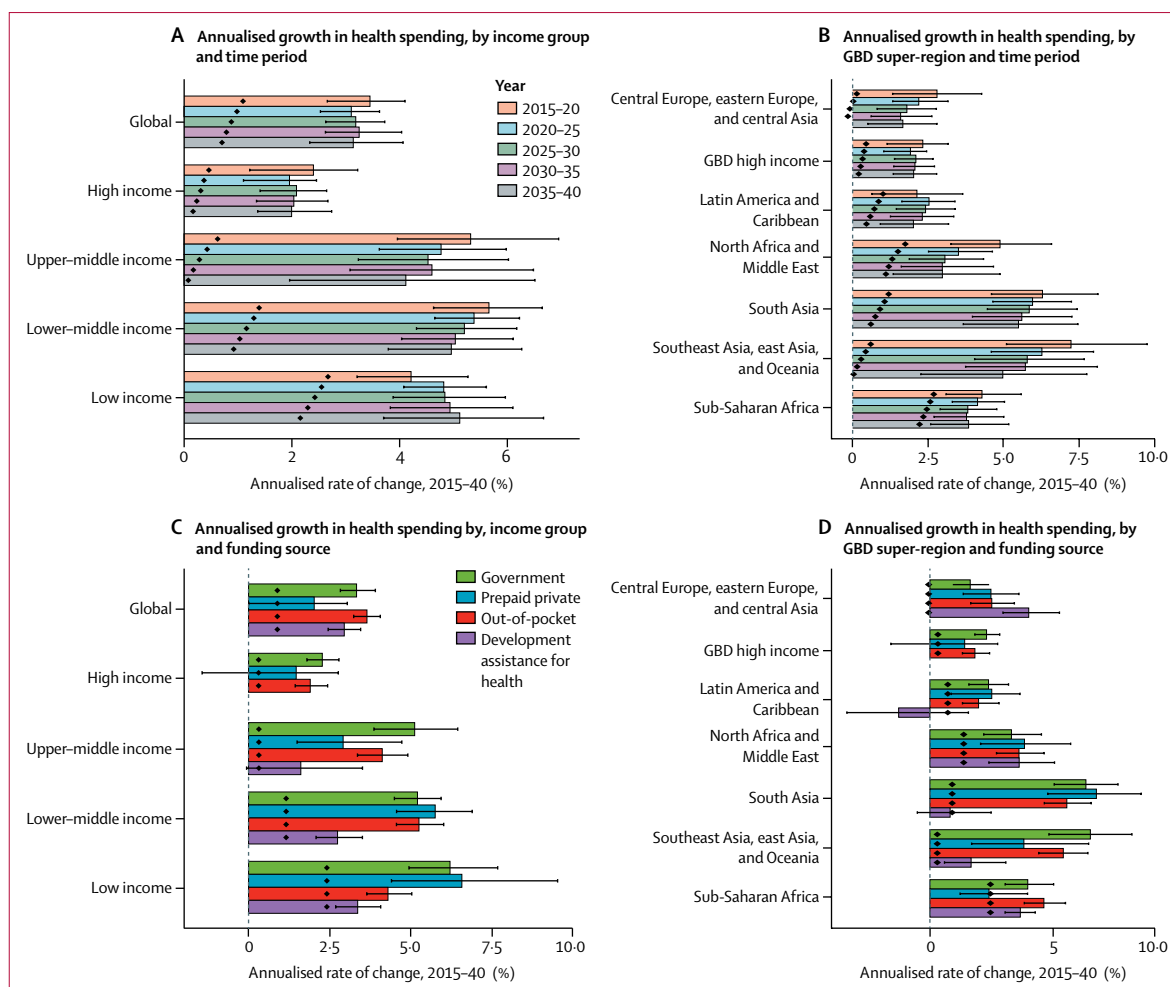 A Annualised growth in health spending, by income group
and time period
Year
2015–20
2020–25
2025–30
2030–35
2035–40
Global
High income
Upper–middle income
Lower–middle income
Low income
0 2 4 6
Annualised rate of change, 2015–40 (%)
B Annualised growth in health spending, by
GBD super-region and time period
Central Europe, eastern Europe,
and central Asia
GBD high income
Latin America and
Caribbean
North Africa and
Middle East
South Asia
Southeast Asia, east Asia,
and Oceania
Sub-Saharan Africa
0 2·5 5 7·5 10·0
Annualised rate of change, 2015–40 (%)
C Annualised growth in health spending by, income group
and funding source
Government
Prepaid private
Out-of-pocket
Development
assistance for
health
Global
High income
Upper–middle income
Lower–middle income
Low income
0 2·5 5·0 7·5 10·0
Annualised rate of change, 2015–40 (%)
D Annualised growth in health spending, by
GBD super-region and funding source
Central Europe, eastern Europe,
and central Asia
GBD high income
Latin America and
Caribbean
North Africa and
Middle East
South Asia
Southeast Asia, east Asia,
and Oceania
Sub-Saharan Africa
0 5 10·0
Annualised rate of change, 2015–40 (%)